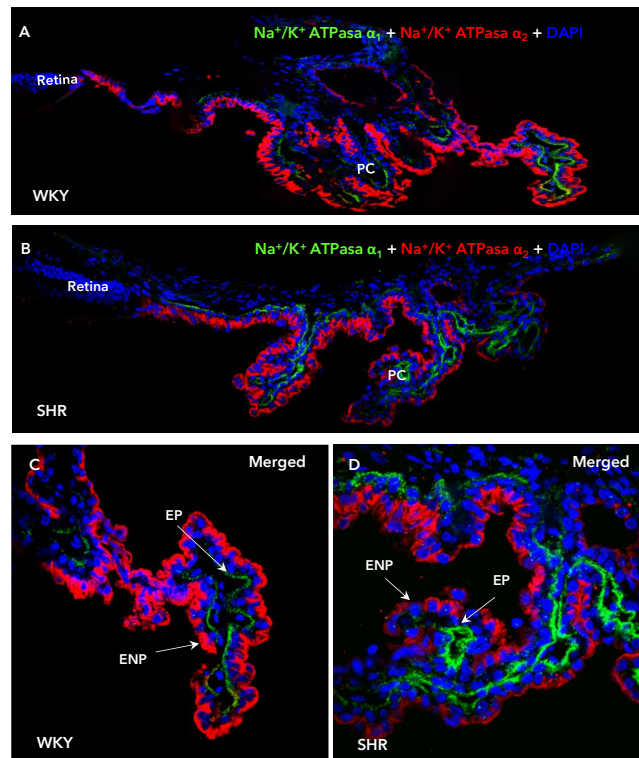 A
Na⁺/K⁺ ATPasa α₁ + Na⁺/K⁺ ATPasa α₂ + DAPI
Retina
PC
WKY
B
Na⁺/K⁺ ATPasa α₁ + Na⁺/K⁺ ATPasa α₂ + DAPI
Retina
PC
SHR
C
Merged
EP
ENP
WKY
D
Merged
ENP
EP
SHR